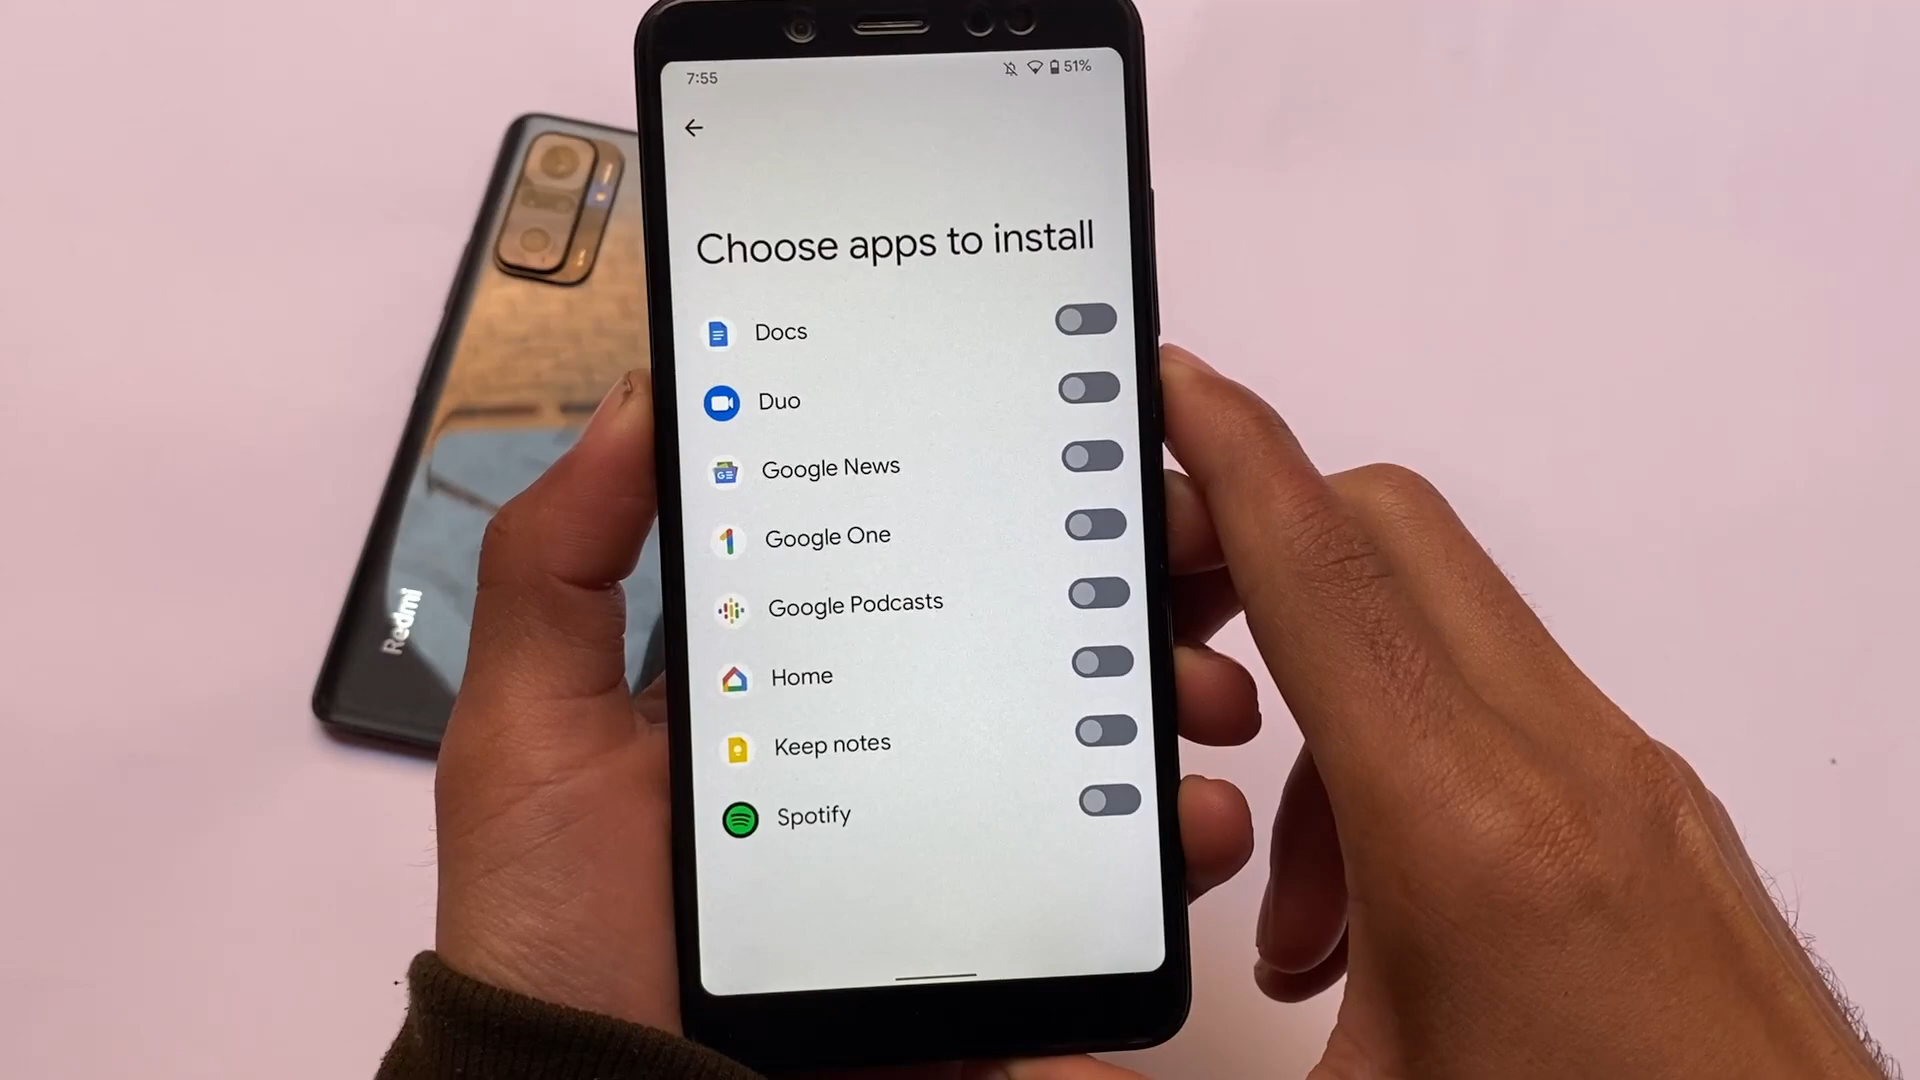 7:55
51%
Choose apps to install
Docs
Duo
Google News
Google One
Google Podcasts
Home
Keep notes
Spotify
Redmi